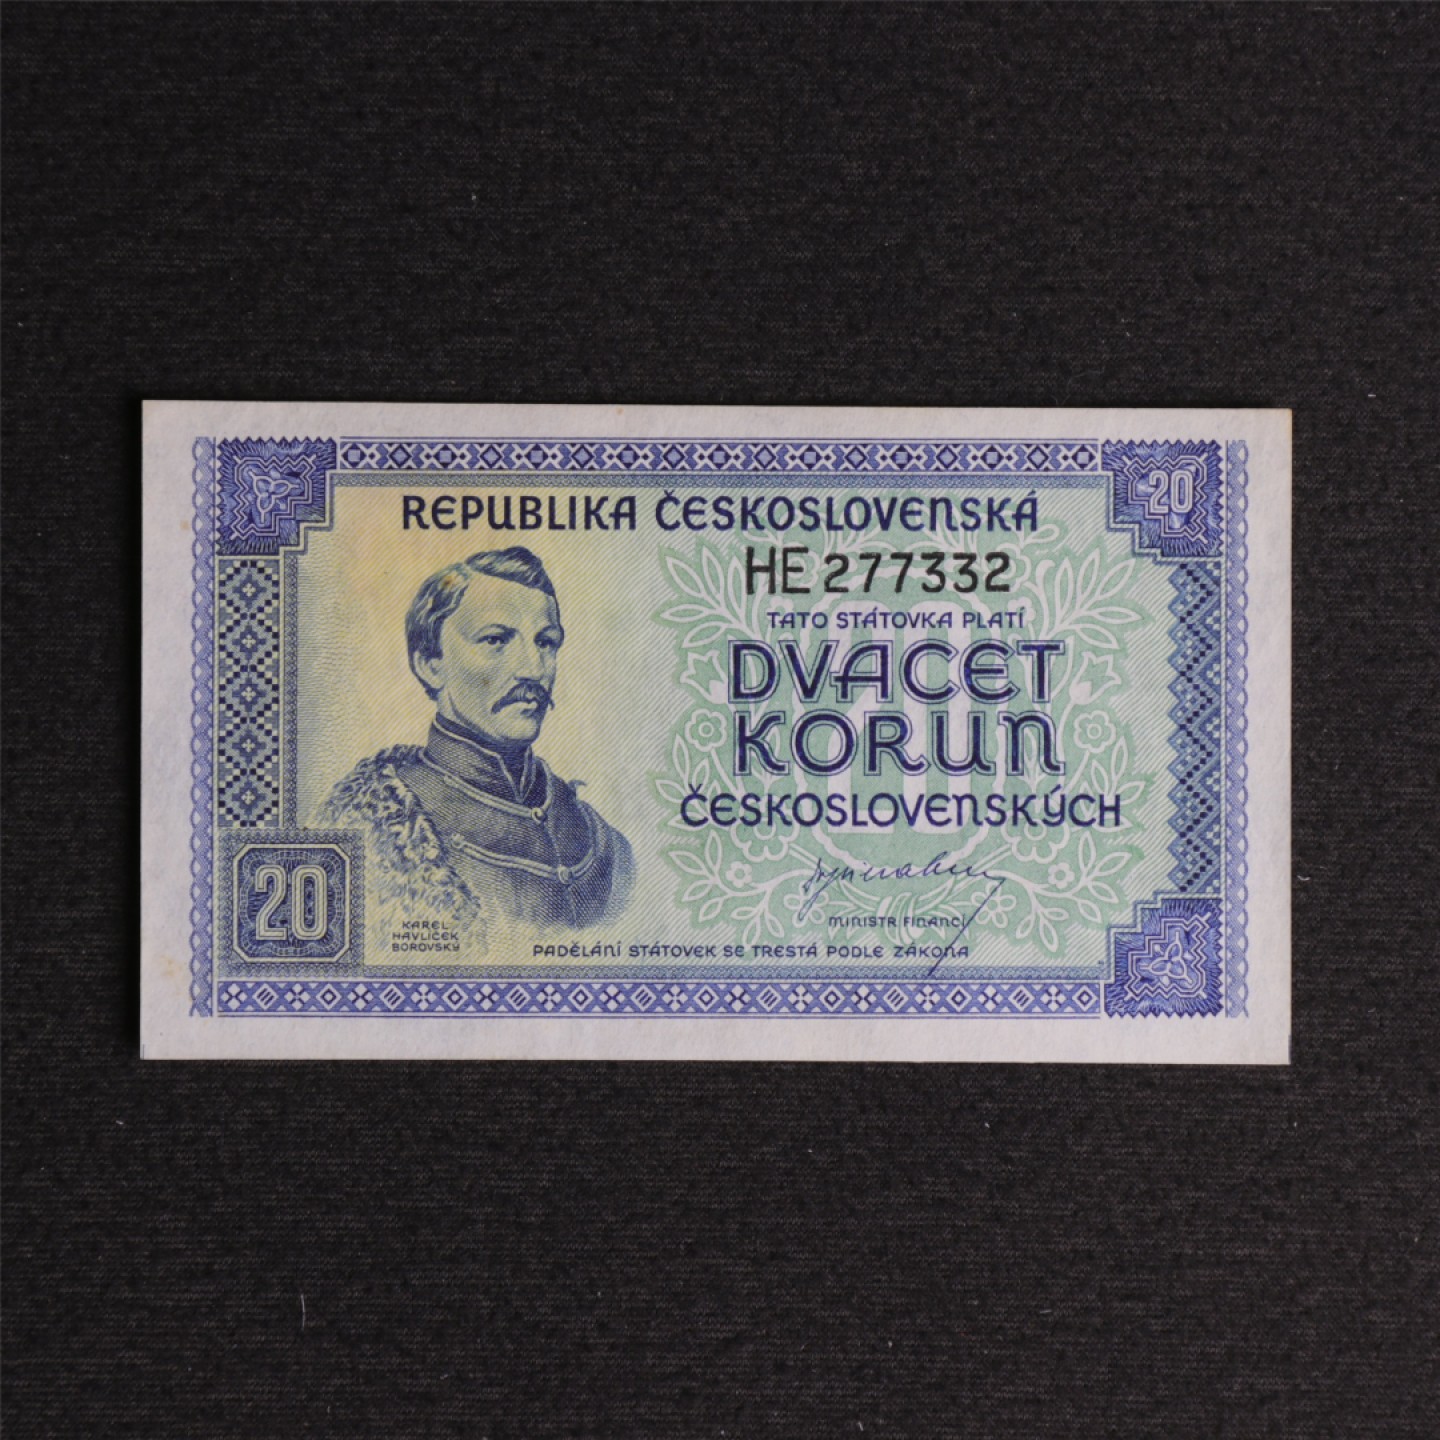 REPUBLIKA ČESKOSLOVENSKÁ
20
HE 277332
TATO STÁTOVKA PLATÍ
DVACET
KORUN
ČESKOSLOVENSKÝCH
MINISTR FINANCÍ
20
KAREL
HAVLÍČEK
BOROVSKÝ
PADĚLÁNÍ STÁTOVEK SE TRESTÁ PODLE ZÁKONA